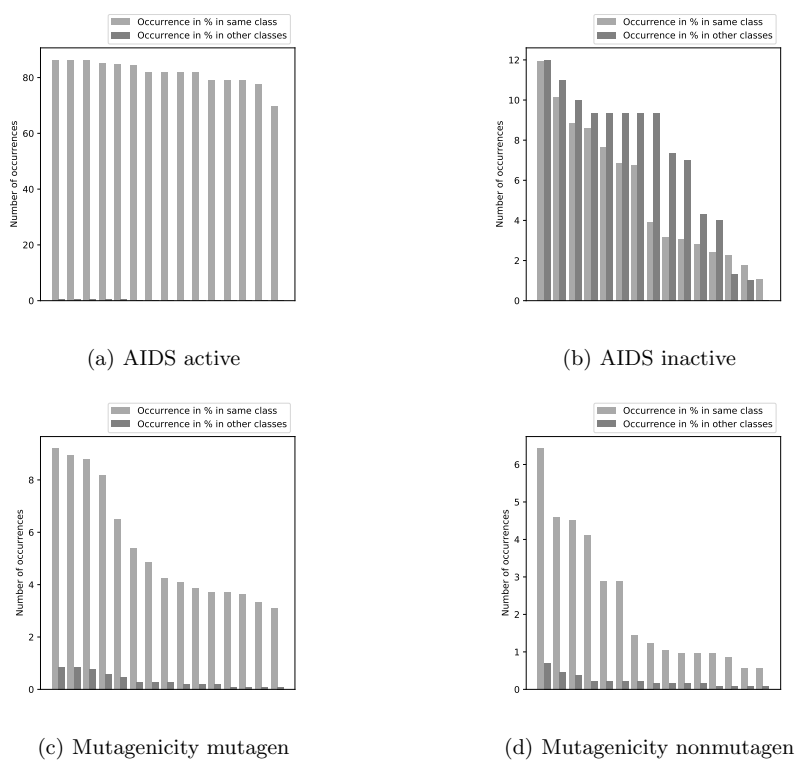 Occurrence in % in same class
Occurrence in % in other classes
80
60
40
20
0
Number of occurrences
(a) AIDS active
Occurrence in % in same class
Occurrence in % in other classes
12
10
8
6
4
2
0
Number of occurrences
(b) AIDS inactive
Occurrence in % in same class
Occurrence in % in other classes
8
6
4
2
0
Number of occurrences
(c) Mutagenicity mutagen
Occurrence in % in same class
Occurrence in % in other classes
6
5
4
3
2
1
0
Number of occurrences
(d) Mutagenicity nonmutagen